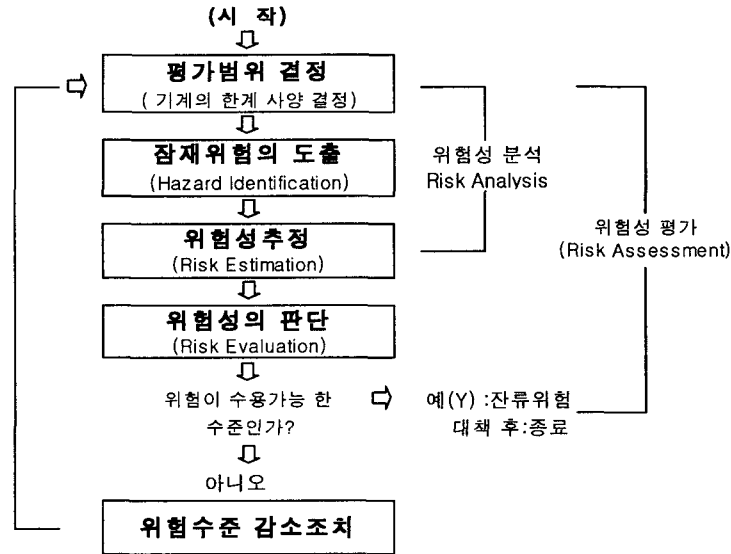 (시 작)
평가범위 결정
( 기계의 한계 사양 결정)
잠재위험의 도출
(Hazard Identification)
위험성 분석
Risk Analysis
위험성추정
(Risk Estimation)
위험성 평가
(Risk Assessment)
위험성의 판단
(Risk Evaluation)
위험이 수용가능 한
수준인가?
예(Y) :잔류위험
대책 후:종료
아니오
위험수준 감소조치